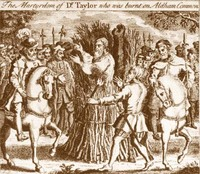 The Martyrdom of Dr. Taylor who was burnt on Aldham Common